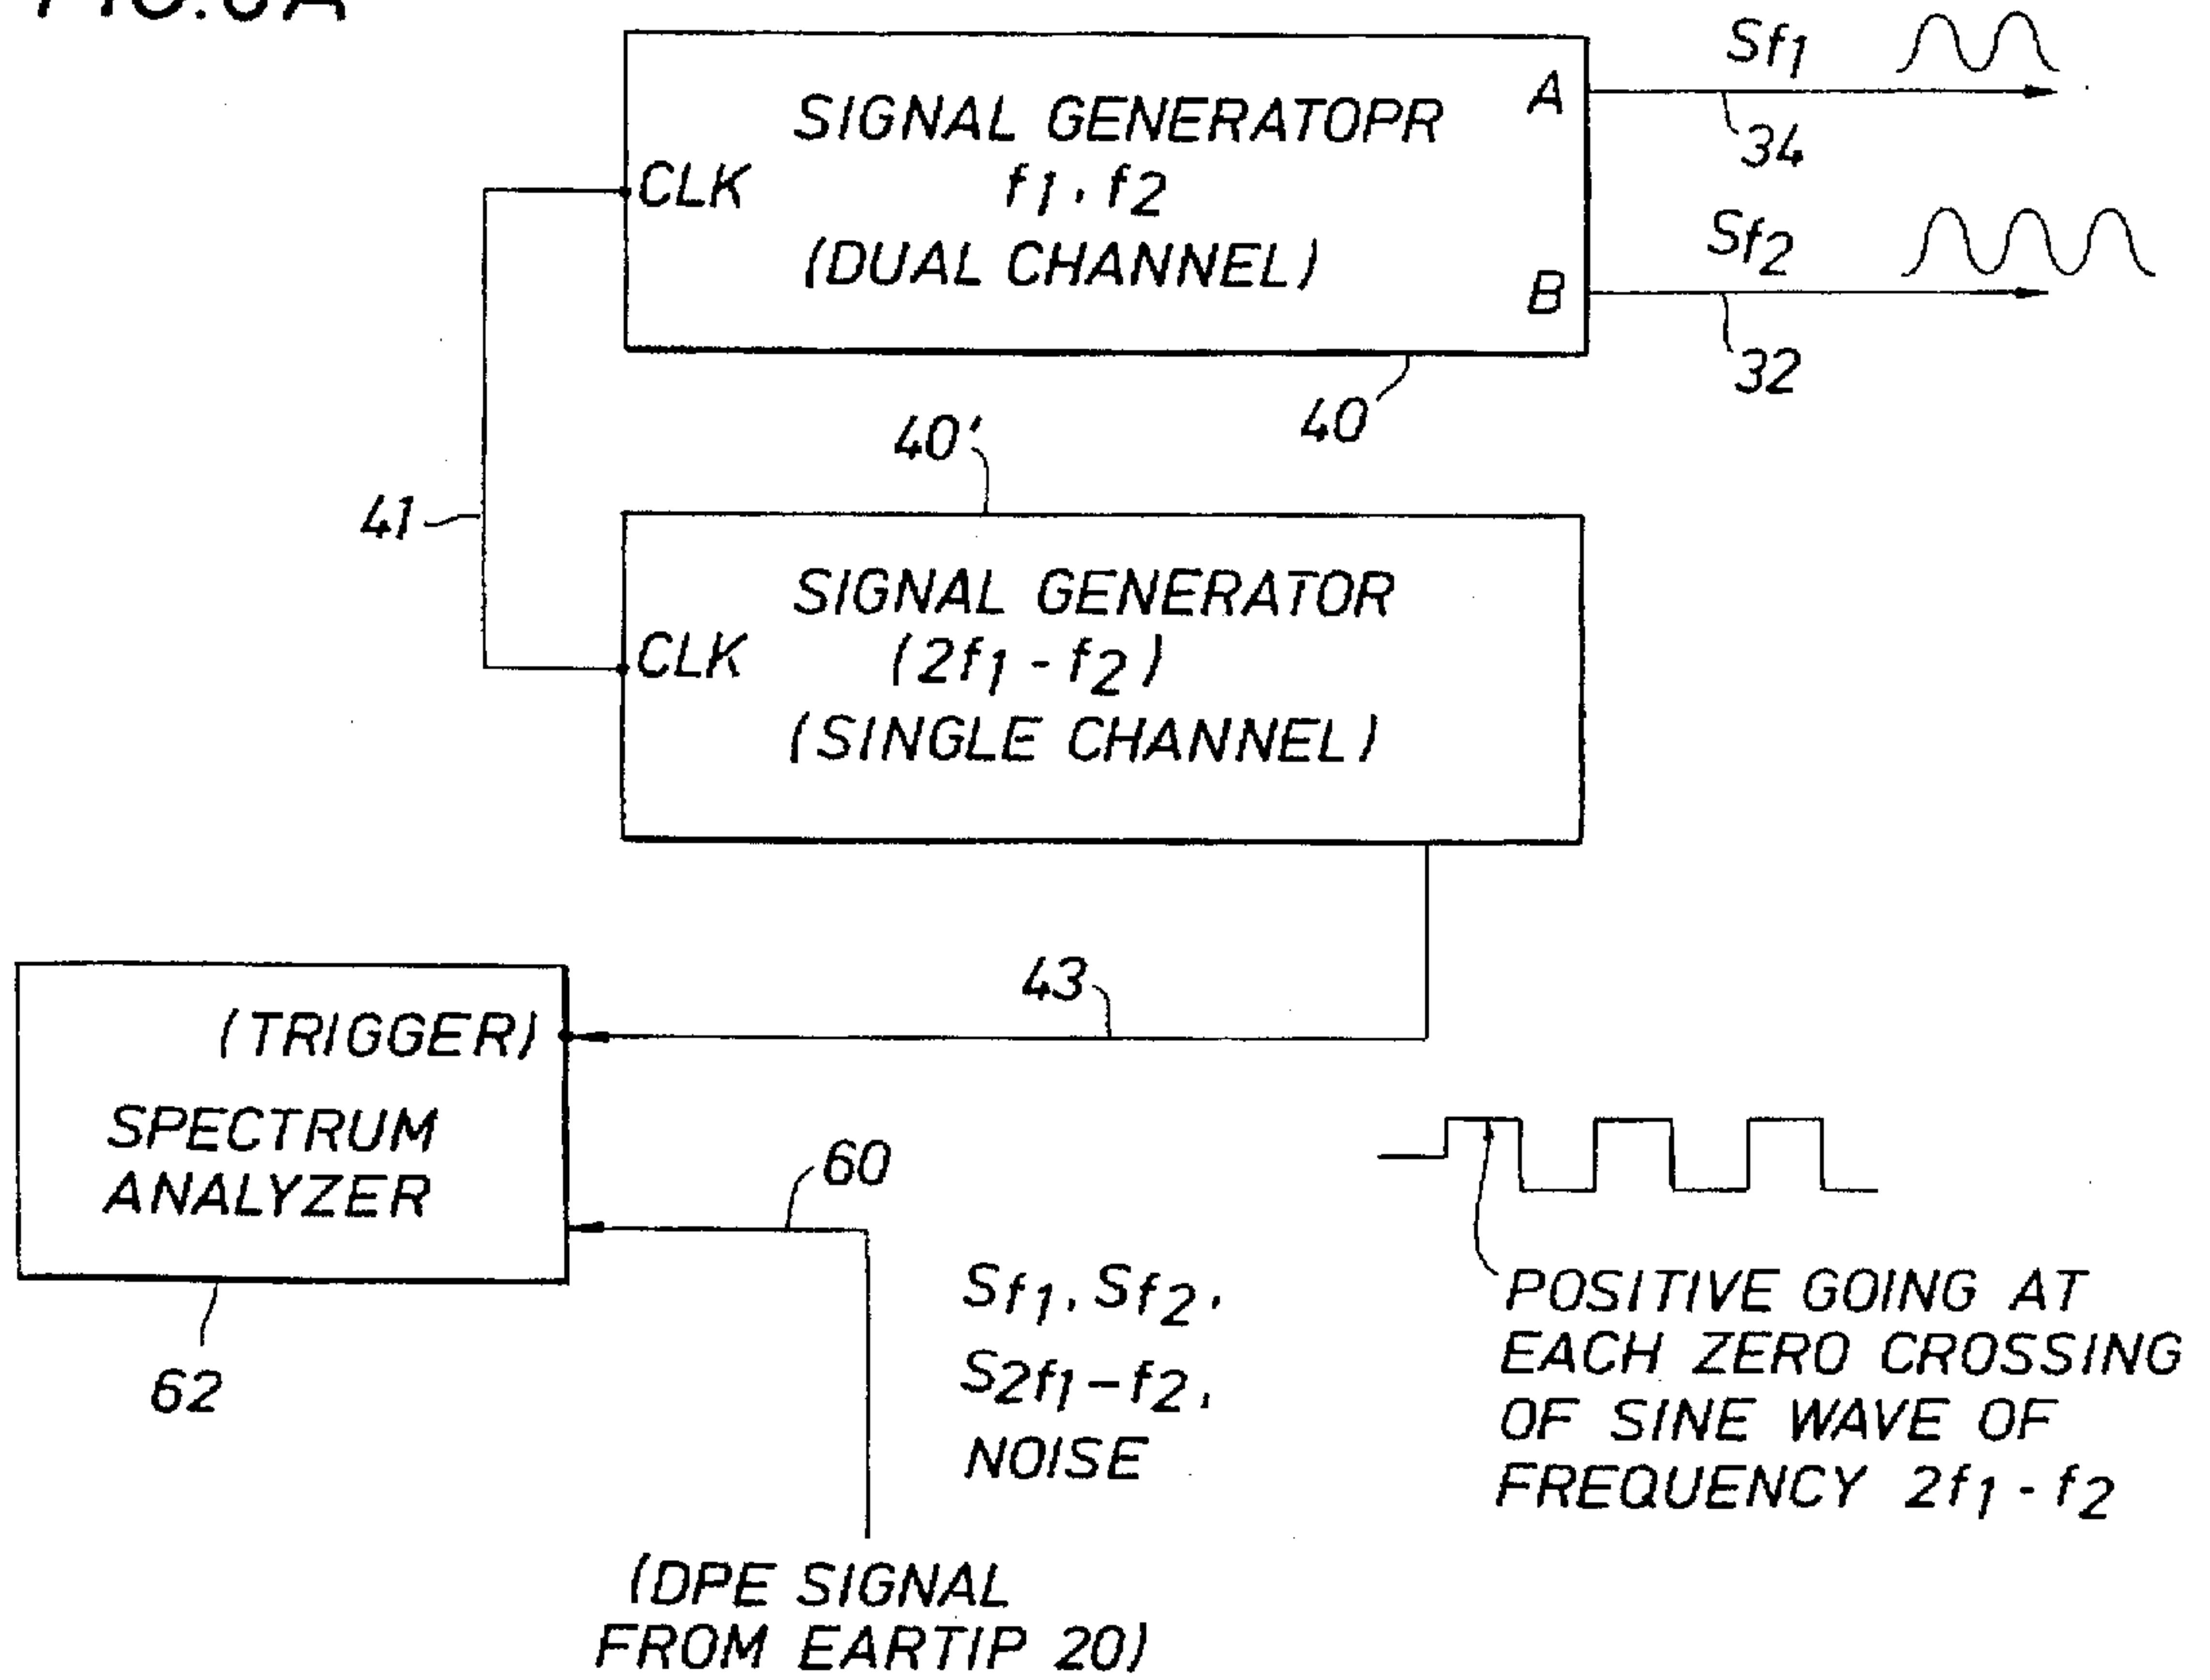 Sf1
A
SIGNAL GENERATOPR
34
CLK
f1, f2
Sf2
(DUAL CHANNEL)
B
32
40
40'
41
SIGNAL GENERATOR
CLK
(2f1 - f2)
(SINGLE CHANNEL)
43
(TRIGGER)
SPECTRUM
ANALYZER
60
62
Sf1, Sf2,
S2f1-f2,
NOISE
POSITIVE GOING AT
EACH ZERO CROSSING
OF SINE WAVE OF
FREQUENCY 2f1 - f2
(DPE SIGNAL
FROM EARTIP 20)